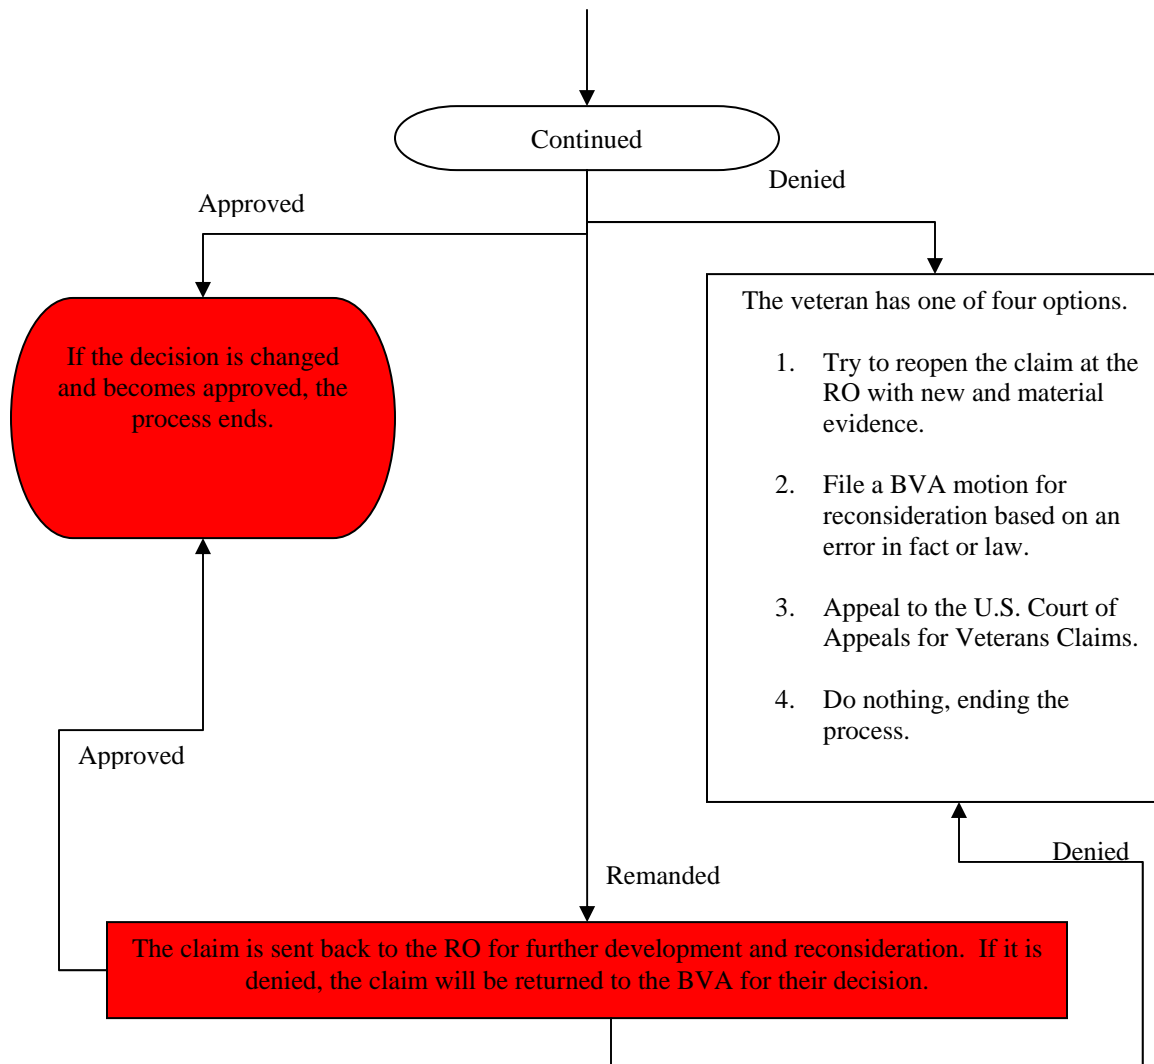 Continued
Denied
Approved
The veteran has one of four options.
1. Try to reopen the claim at the
RO with new and material
evidence.
2. File a BVA motion for
reconsideration based on an
error in fact or law.
3. Appeal to the U.S. Court of
Appeals for Veterans Claims.
4. Do nothing, ending the
process.
If the decision is changed
and becomes approved, the
process ends.
Approved
Denied
Remanded
The claim is sent back to the RO for further development and reconsideration.  If it is
denied, the claim will be returned to the BVA for their decision.